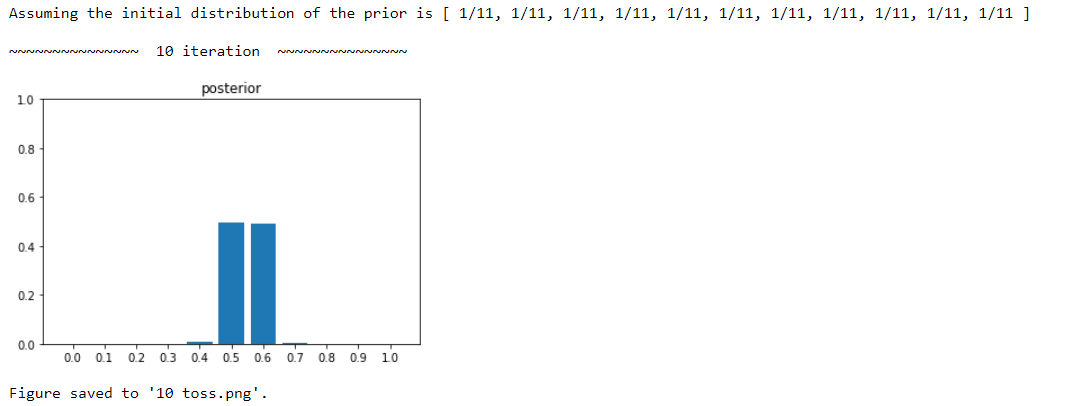 Assuming the initial distribution of the prior is [ 1/11, 1/11, 1/11, 1/11, 1/11, 1/11, 1/11, 1/11, 1/11, 1/11, 1/11 ]
~~~~~~~~~~~~~~~ 10 iteration ~~~~~~~~~~~~~~~
posterior
1.0
0.8
0.6
0.4
0.2
0.0
0.0 0.1 0.2 0.3 0.4 0.5 0.6 0.7 0.8 0.9 1.0
Figure saved to '10 toss.png'.